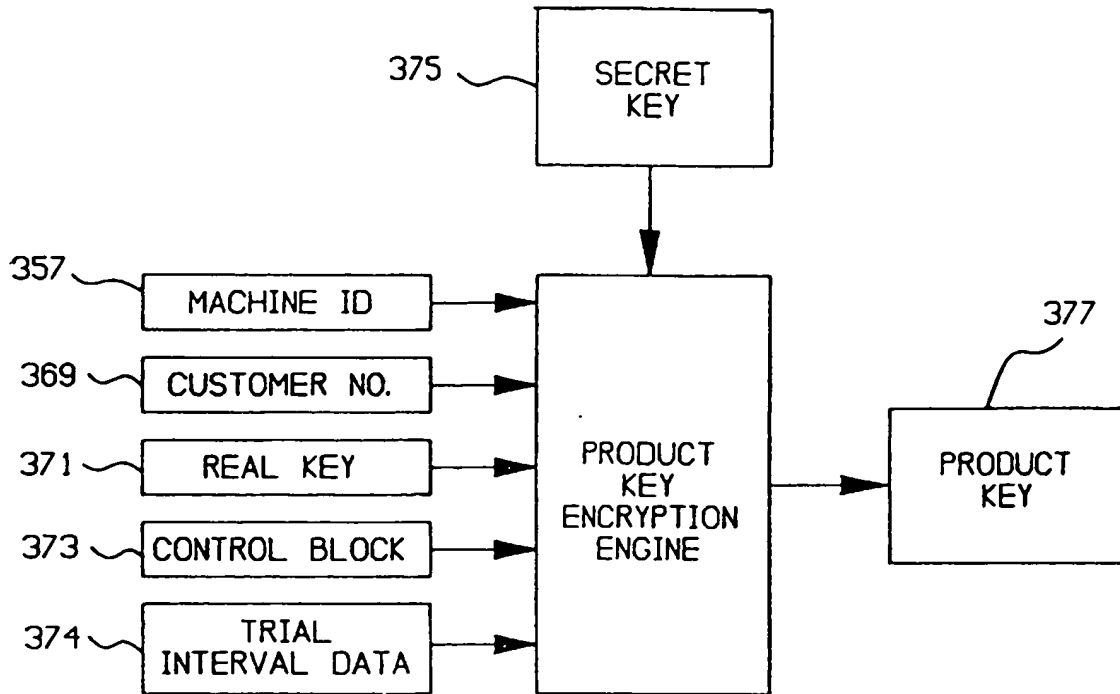 375
SECRET
KEY
357
MACHINE ID
377
369
CUSTOMER NO.
371
REAL KEY
PRODUCT
KEY
ENCRYPTION
ENGINE
PRODUCT
KEY
373
CONTROL BLOCK
374
TRIAL
INTERVAL DATA